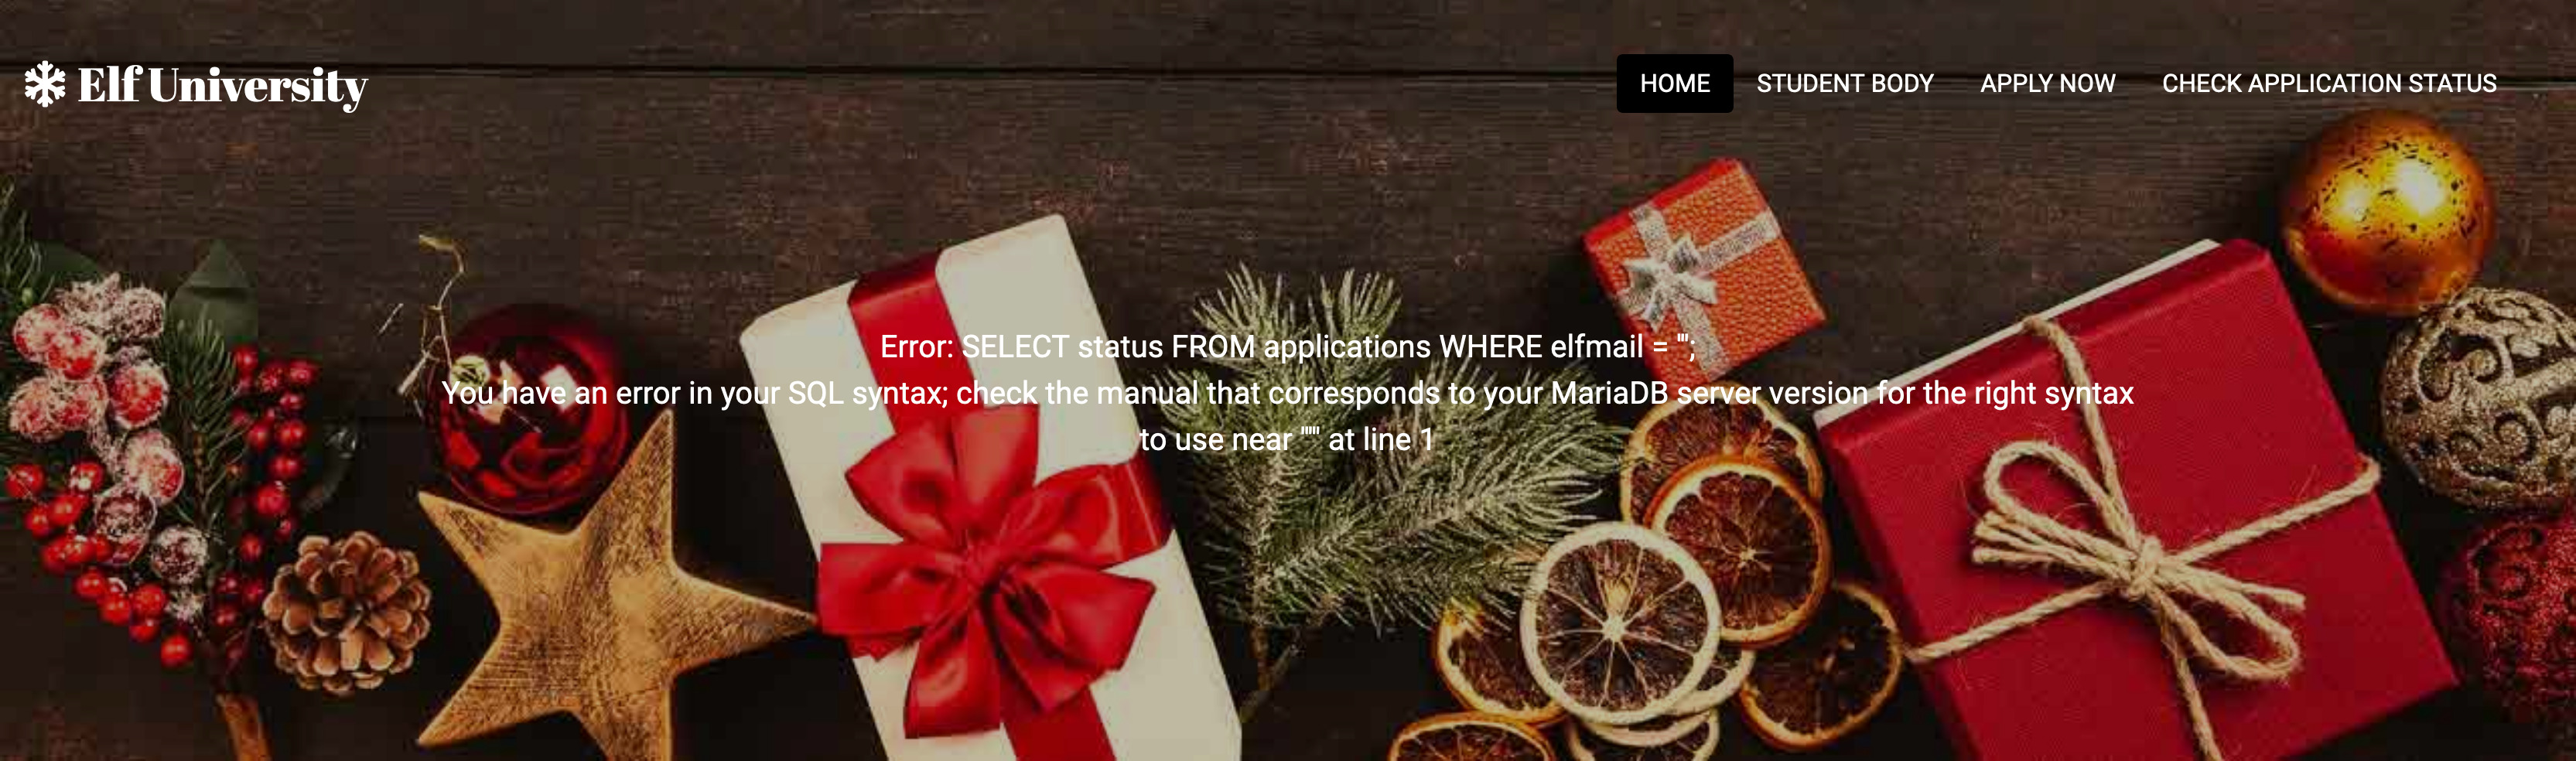 Elf University
HOME
STUDENT BODY
APPLY NOW
CHECK APPLICATION STATUS
Error: SELECT status FROM applications WHERE elfmail = ''';
You have an error in your SQL syntax; check the manual that corresponds to your MariaDB server version for the right syntax
to use near ''''' at line 1